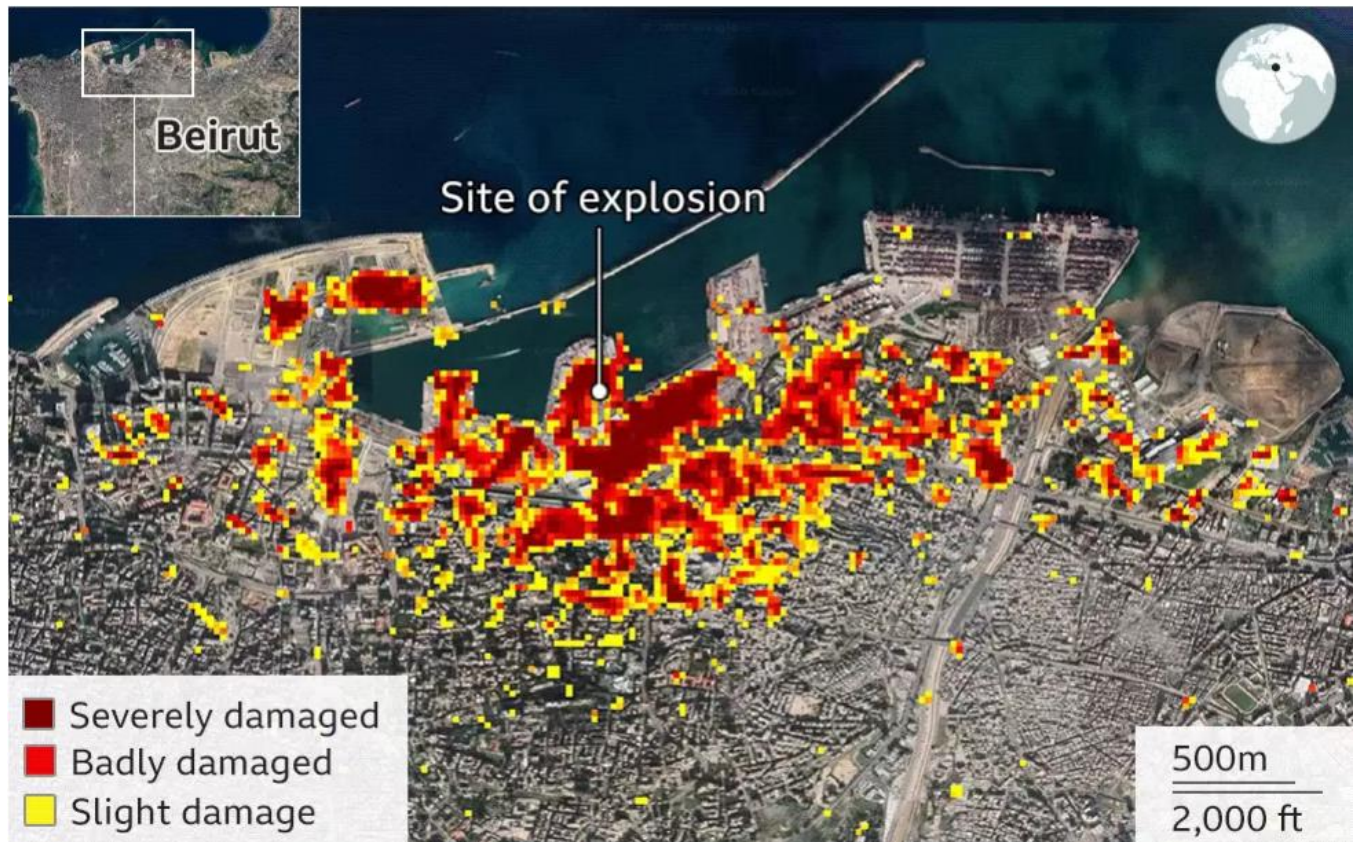 Beirut
Site of explosion
Severely damaged
Badly damaged
Slight damage
500m
2,000 ft